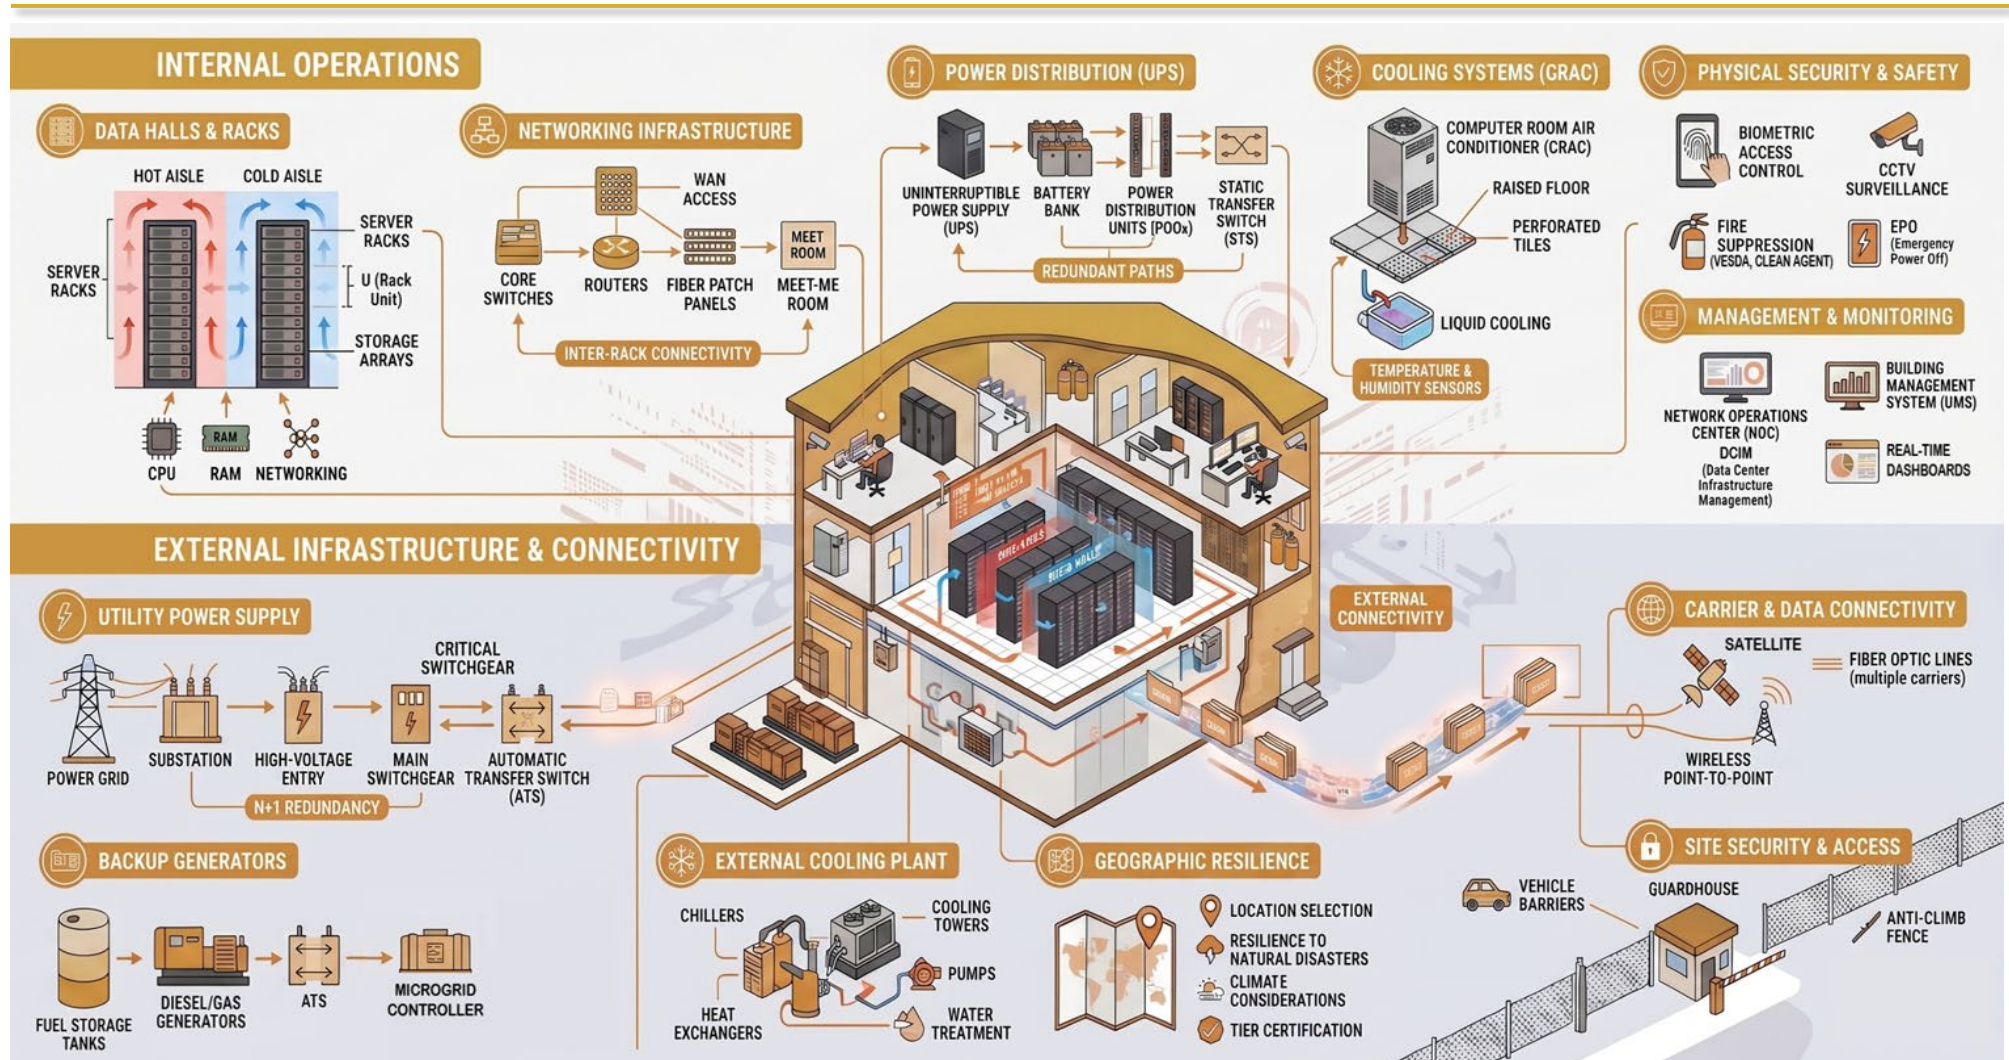 INTERNAL OPERATIONS
DATA HALLS & RACKS
HOT AISLE
COLD AISLE
SERVER
RACKS
SERVER
RACKS
U (Rack
Unit)
STORAGE
ARRAYS
RAM
CPU
RAM
NETWORKING
NETWORKING INFRASTRUCTURE
WAN
ACCESS
MEET
ROOM
CORE
SWITCHES
ROUTERS
FIBER PATCH
PANELS
MEET-ME
ROOM
INTER-RACK CONNECTIVITY
POWER DISTRIBUTION (UPS)
UNINTERRUPTIBLE
POWER SUPPLY
(UPS)
BATTERY
BANK
POWER
DISTRIBUTION
UNITS [POOx)
STATIC
TRANSFER
SWITCH
(STS)
REDUNDANT PATHS
COOLING SYSTEMS (GRAC)
COMPUTER ROOM AIR
CONDITIONER (CRAC)
RAISED FLOOR
PERFORATED
TILES
LIQUID COOLING
TEMPERATURE &
HUMIDITY SENSORS
PHYSICAL SECURITY & SAFETY
BIOMETRIC
ACCESS
CONTROL
CCTV
SURVEILLANCE
FIRE
SUPPRESSION
(VESDA, CLEAN AGENT)
EPO
(Emergency
Power Off)
MANAGEMENT & MONITORING
NETWORK OPERATIONS
CENTER (NOC)
DCIM
(Data Center
Infrastructure
Management)
BUILDING
MANAGEMENT
SYSTEM (UMS)
REAL-TIME
DASHBOARDS
EXTERNAL INFRASTRUCTURE & CONNECTIVITY
UTILITY POWER SUPPLY
CRITICAL
SWITCHGEAR
POWER GRID
SUBSTATION
HIGH-VOLTAGE
ENTRY
MAIN
SWITCHGEAR
AUTOMATIC
TRANSFER SWITCH
(ATS)
N+1 REDUNDANCY
BACKUP GENERATORS
FUEL STORAGE
TANKS
DIESEL/GAS
GENERATORS
ATS
MICROGRID
CONTROLLER
EXTERNAL COOLING PLANT
CHILLERS
COOLING
TOWERS
PUMPS
HEAT
EXCHANGERS
WATER
TREATMENT
GEOGRAPHIC RESILIENCE
LOCATION SELECTION
RESILIENCE TO
NATURAL DISASTERS
CLIMATE
CONSIDERATIONS
TIER CERTIFICATION
EXTERNAL
CONNECTIVITY
CARRIER & DATA CONNECTIVITY
SATELLITE
FIBER OPTIC LINES
(multiple carriers)
WIRELESS
POINT-TO-POINT
SITE SECURITY & ACCESS
VEHICLE
BARRIERS
GUARDHOUSE
ANTI-CLIMB
FENCE